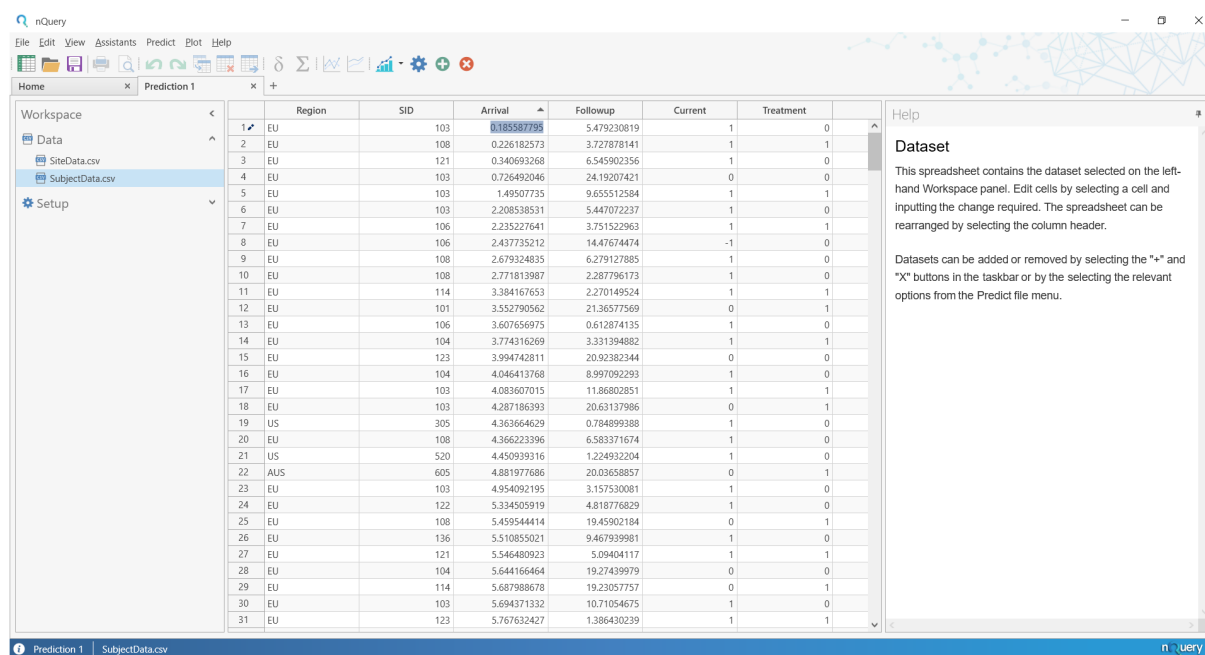 nQuery
File Edit View Assistants Predict Plot Help
Home Prediction 1
Workspace
Data
SiteData.csv
SubjectData.csv
Setup
Region SID Arrival Followup Current Treatment
1 EU 103 0.185587795 5.479230819 1 0
2 EU 108 0.226182573 3.727878141 1 1
3 EU 121 0.340693268 6.545902356 1 0
4 EU 103 0.726492046 24.19207421 0 0
5 EU 103 1.49507735 9.655512584 1 1
6 EU 103 2.208538531 5.447072237 1 0
7 EU 106 2.235227641 3.751522963 1 1
8 EU 106 2.437735212 14.47674474 -1 0
9 EU 108 2.679324835 6.279127885 1 0
10 EU 108 2.771813987 2.287796173 1 0
11 EU 114 3.384167653 2.270149524 1 1
12 EU 101 3.552790562 21.36577569 0 1
13 EU 106 3.607656975 0.612874135 1 0
14 EU 104 3.774316269 3.331394882 1 1
15 EU 123 3.994742811 20.92382344 0 0
16 EU 104 4.046413768 8.997092293 1 0
17 EU 103 4.083607015 11.86802851 1 1
18 EU 103 4.287186393 20.63137986 0 1
19 US 305 4.363664629 0.784899388 1 0
20 EU 108 4.366223396 6.583371674 1 0
21 US 520 4.450939316 1.224932204 1 0
22 AUS 605 4.881977686 20.03658857 0 1
23 EU 103 4.954092195 3.157530081 1 0
24 EU 122 5.334505919 4.818776829 1 0
25 EU 108 5.459544414 19.45902184 0 1
26 EU 136 5.510855021 9.467939981 1 0
27 EU 121 5.546480923 5.09404117 1 1
28 EU 104 5.644166464 19.27439979 0 0
29 EU 114 5.687988678 19.23057757 0 1
30 EU 103 5.694371332 10.71054675 1 0
31 EU 123 5.767632427 1.386430239 1 1
Help
Dataset
This spreadsheet contains the dataset selected on the left-
hand Workspace panel. Edit cells by selecting a cell and
inputting the change required. The spreadsheet can be
rearranged by selecting the column header.
Datasets can be added or removed by selecting the "+" and
"X" buttons in the taskbar or by the selecting the relevant
options from the Predict file menu.
Prediction 1 SubjectData.csv
nQuery